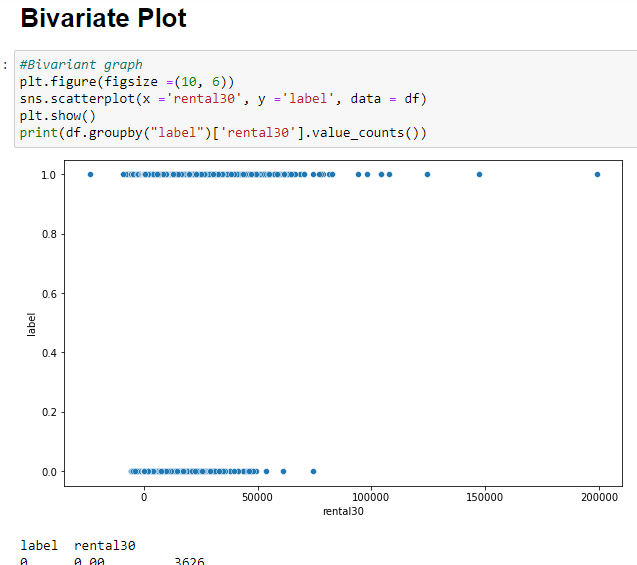 Bivariate Plot
:
#Bivariant graph
plt.figure(figsize =(10, 6))
sns.scatterplot(x ='rental30', y ='label', data = df)
plt.show()
print(df.groupby("label")['rental30'].value_counts())
1.0
0.8
0.6
label
0.4
0.2
0.0
0 50000 100000 150000 200000
rental30
label rental30
0 0.00 3626